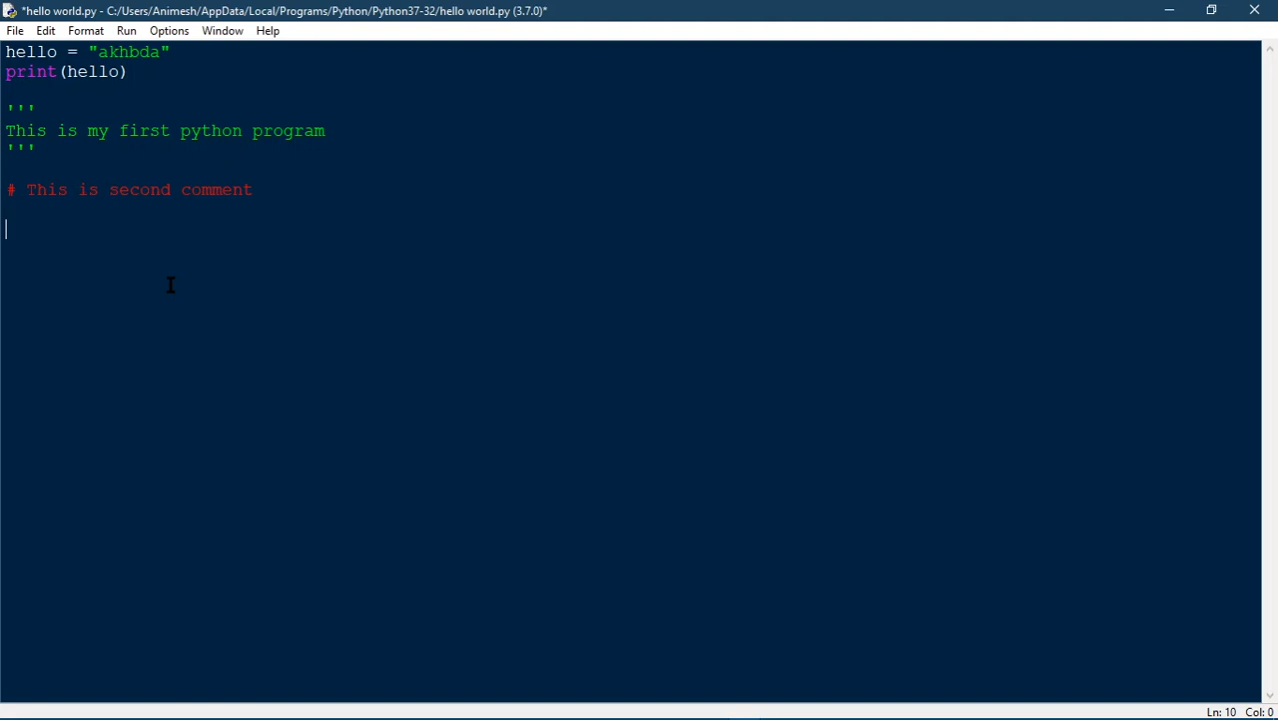 *hello world.py - C:/Users/Animesh/AppData/Local/Programs/Python/Python37-32/hello world.py (3.7.0)*
File Edit Format Run Options Window Help
hello = "akhbda"
print(hello)
'''
This is my first python program
'''
# This is second comment
Ln: 10 Col: 0